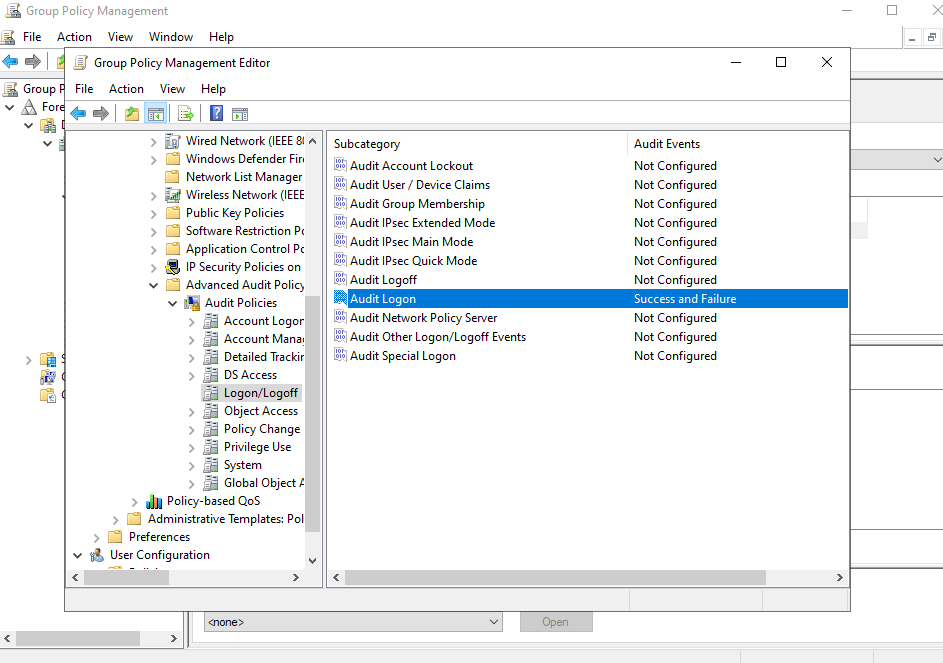 Group Policy Management
File Action View Window Help
Group P
Fore
Group Policy Management Editor
File Action View Help
Wired Network (IEEE 80
Windows Defender Fire
Network List Manager
Wireless Network (IEEE
Public Key Policies
Software Restriction Po
Application Control Po
IP Security Policies on
Advanced Audit Policy
Audit Policies
Account Logon
Account Mana
Detailed Trackin
DS Access
Logon/Logoff
Object Access
Policy Change
Privilege Use
System
Global Object A
Policy-based QoS
Administrative Templates: Pol
Preferences
User Configuration
Subcategory Audit Events
Audit Account Lockout Not Configured
Audit User / Device Claims Not Configured
Audit Group Membership Not Configured
Audit IPsec Extended Mode Not Configured
Audit IPsec Main Mode Not Configured
Audit IPsec Quick Mode Not Configured
Audit Logoff Not Configured
Audit Logon Success and Failure
Audit Network Policy Server Not Configured
Audit Other Logon/Logoff Events Not Configured
Audit Special Logon Not Configured
<none> Open